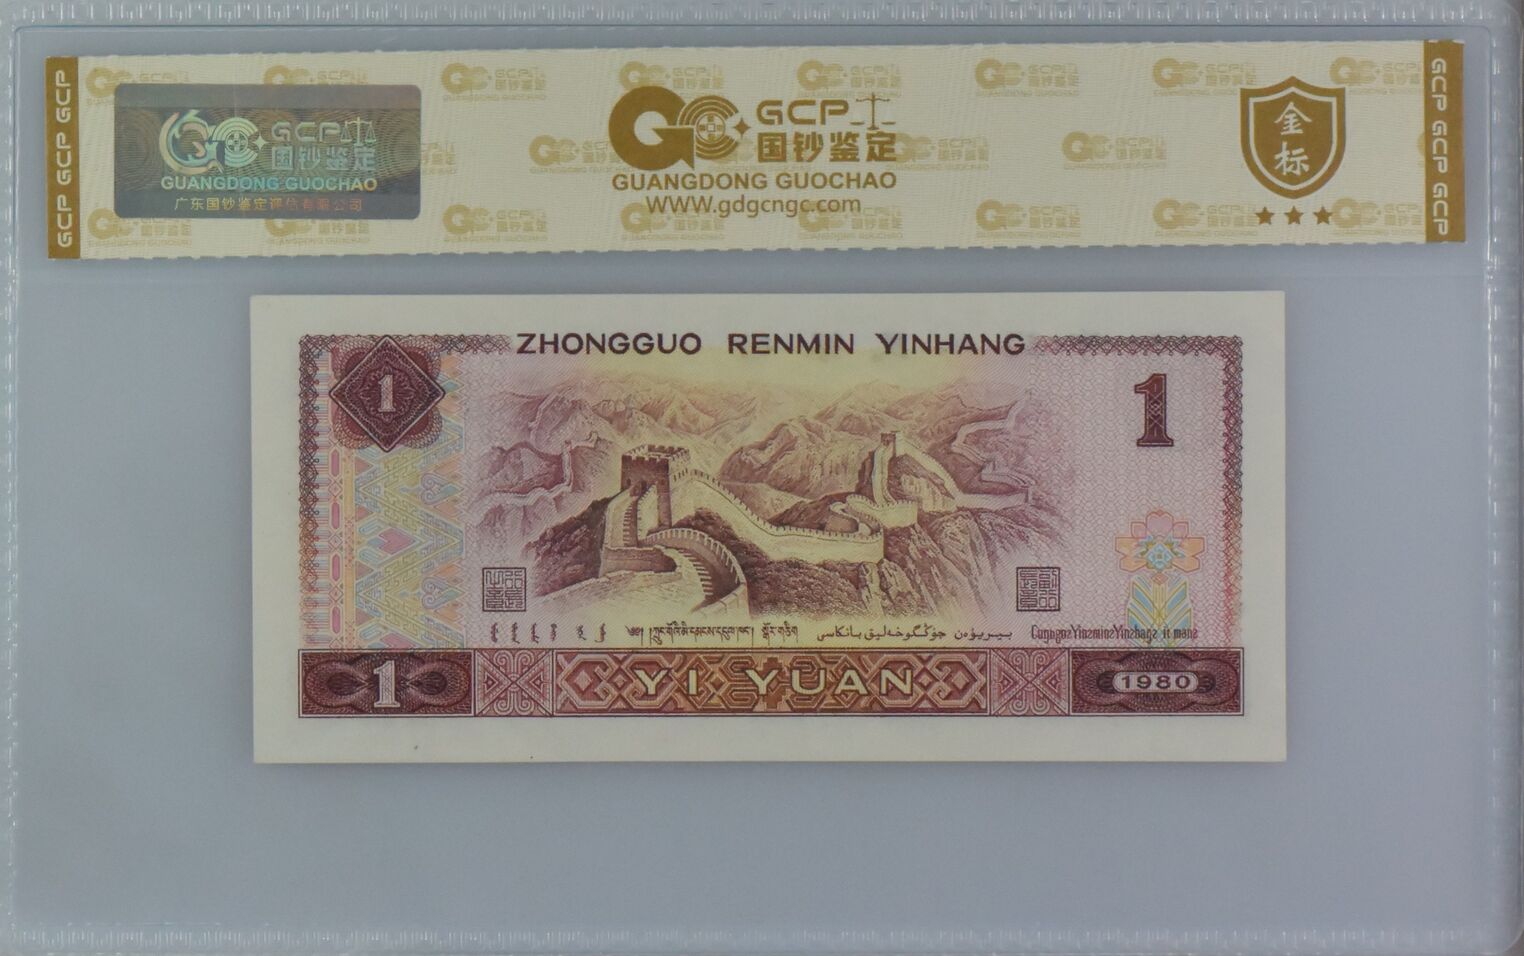 GCP GCP GCP
GCP
国钞鉴定
GUANGDONG GUOCHAO
广东国钞鉴定评估有限公司
GCP
国钞鉴定
GUANGDONG GUOCHAO
WWW.gdgcngc.com
金标
GCP GCP GCP
ZHONGGUO RENMIN YINHANG
1
1
1
YI YUAN
1980